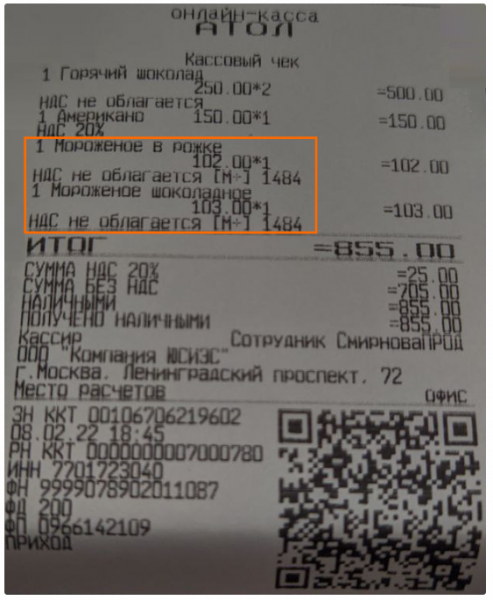 ОНЛАЙН-КАССА
АТОЛ
Кассовый чек
1 Горячий шоколад
250.00*2 =500.00
НДС не облагается
1 Американо 150.00*1 =150.00
НДС 20%
1 Мороженое в рожке
102.00*1 =102.00
НДС не облагается [М+] 1484
1 Мороженое шоколадное
103.00*1 =103.00
НДС не облагается [М+] 1484
ИТОГ =855.00
СУММА НДС 20% =25.00
СУММА БЕЗ НДС =705.00
НАЛИЧНЫМИ =855.00
ПОЛУЧЕНО НАЛИЧНЫМИ =855.00
Кассир Сотрудник СмирноваПРОД
ООО "Компания ЮСИЭС"
г.Москва, Ленинградский проспект, 72
Место расчетов ОФИС
ЗН ККТ 00106706219602
08.02.22 18:45
РН ККТ 0000000007000780
ИНН 7701723040
ФН 9999078902011087
ФД 200
ФП 0966142109
ПРИХОД